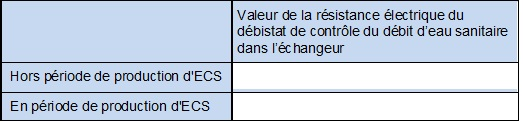 Valeur de la résistance électrique du
débistat de contrôle du débit d'eau sanitaire
dans l'échangeur
Hors période de production d'ECS
En période de production d'ECS